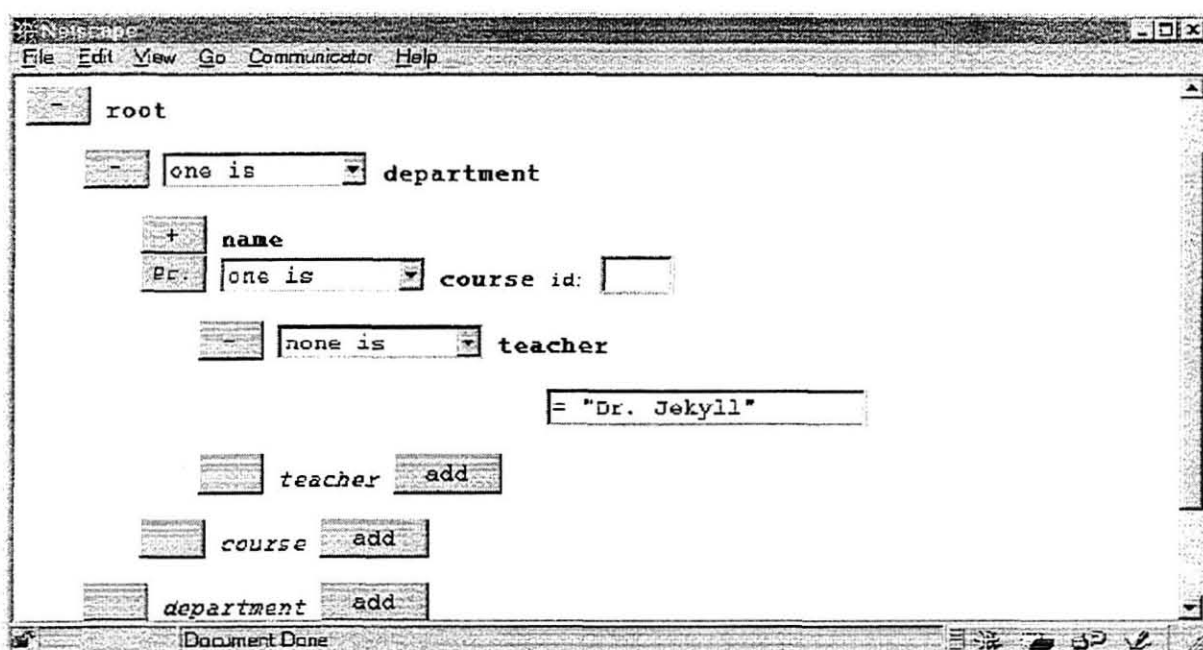 Netscape
File Edit View Go Communicator Help
- root
- one is department
+ name
Pr. one is course id:
- none is teacher
= "Dr. Jekyll"
teacher add
course add
department add
Document Done